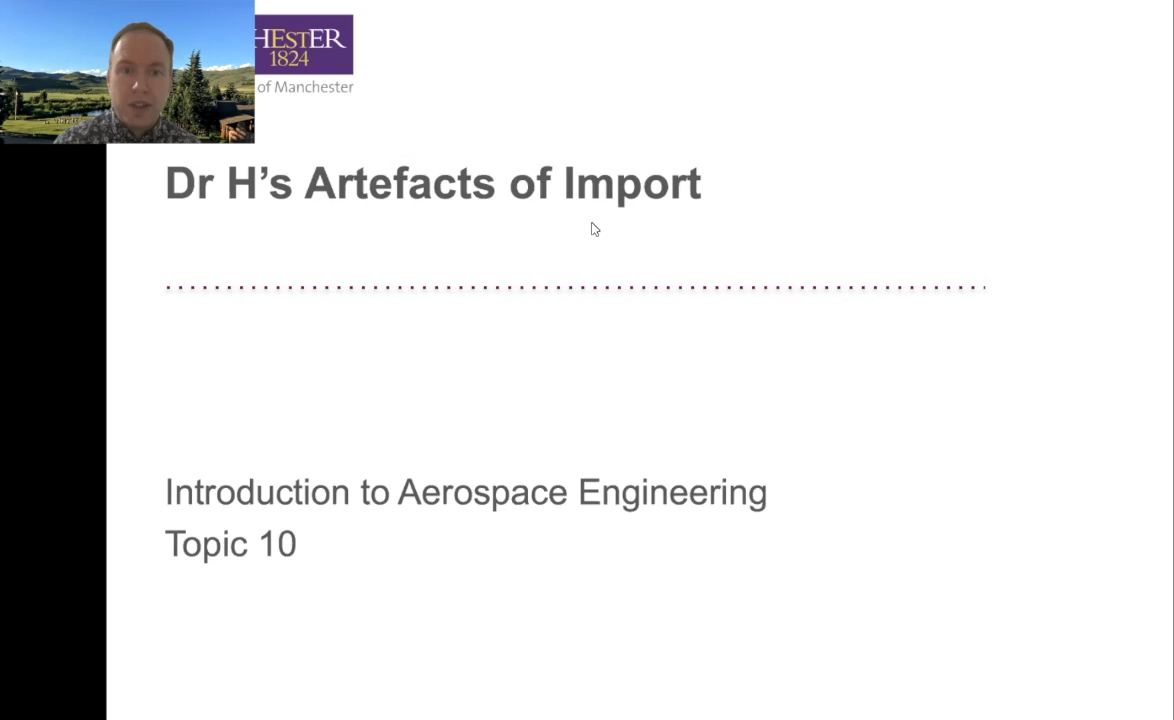 HESTER
1824
of Manchester
Dr H’s Artefacts of Import
Introduction to Aerospace Engineering
Topic 10